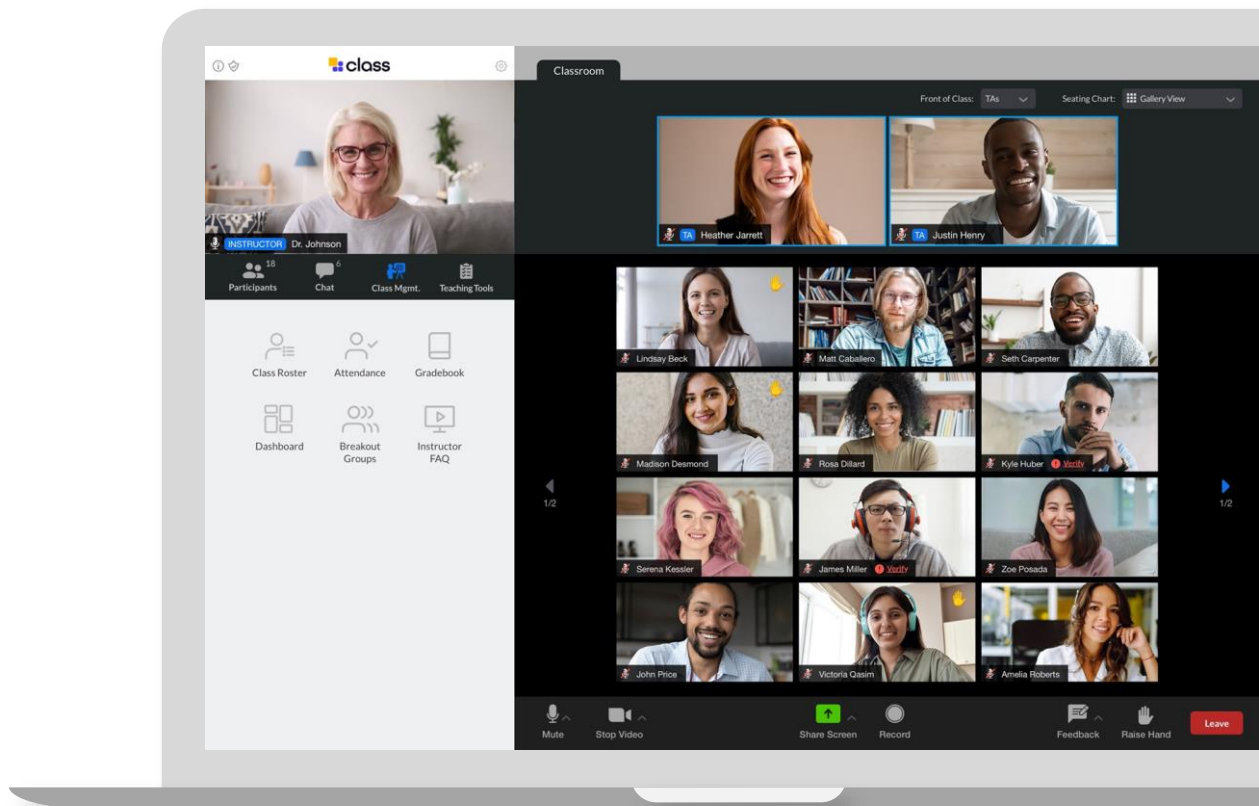 class
Classroom
Front of Class: TAs
Seating Chart: Gallery View
TA Heather Jarrett
TA Justin Henry
INSTRUCTOR Dr. Johnson
18
Participants
6
Chat
Class Mgmt.
Teaching Tools
Class Roster
Attendance
Gradebook
Dashboard
Breakout
Groups
Instructor
FAQ
Lindsay Beck
Matt Caballero
Seth Carpenter
Madison Desmond
Rosa Dillard
Kyle Huber Verify
1/2
1/2
Serena Kessler
James Miller Verify
Zoe Posada
John Price
Victoria Qasim
Amelia Roberts
Mute
Stop Video
Share Screen
Record
Feedback
Raise Hand
Leave